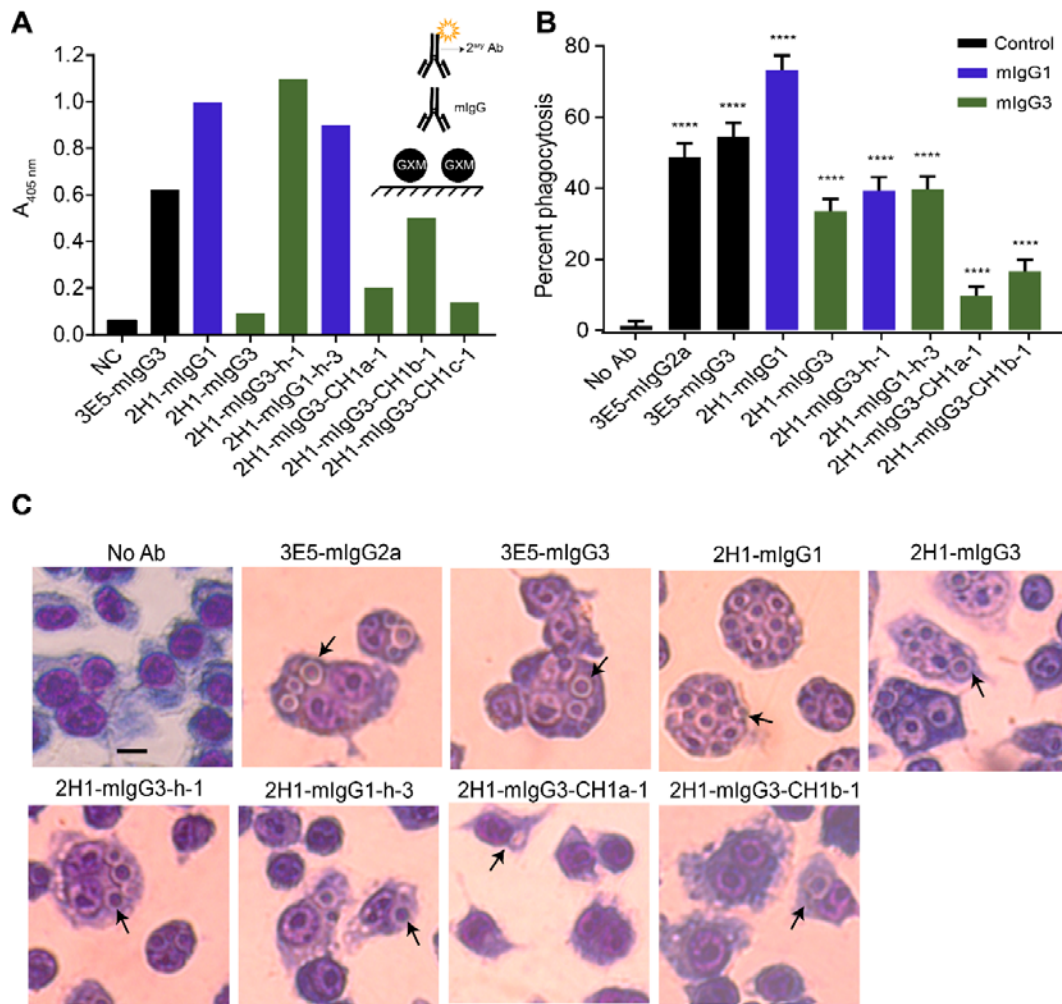 A
1.2
1.0
0.8
0.6
0.4
0.2
0.0
A405 nm
2ary Ab
mIgG
GXM GXM
NC
3E5-mIgG3
2H1-mIgG1
2H1-mIgG3
2H1-mIgG3-h-1
2H1-mIgG1-h-3
2H1-mIgG3-CH1a-1
2H1-mIgG3-CH1b-1
2H1-mIgG3-CH1c-1
B
80
60
40
20
0
Percent phagocytosis
**** **** **** **** **** **** **** ****
Control
mIgG1
mIgG3
No Ab
3E5-mIgG2a
3E5-mIgG3
2H1-mIgG1
2H1-mIgG3
2H1-mIgG3-h-1
2H1-mIgG1-h-3
2H1-mIgG3-CH1a-1
2H1-mIgG3-CH1b-1
C
No Ab 3E5-mIgG2a 3E5-mIgG3 2H1-mIgG1 2H1-mIgG3
2H1-mIgG3-h-1 2H1-mIgG1-h-3 2H1-mIgG3-CH1a-1 2H1-mIgG3-CH1b-1